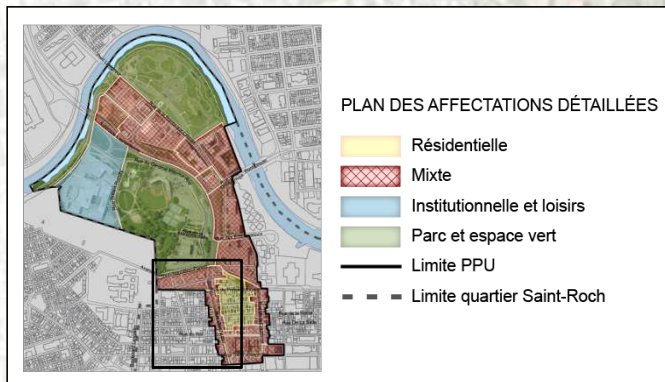 PLAN DES AFFECTATIONS DÉTAILLÉES
Résidentielle
Mixte
Institutionnelle et loisirs
Parc et espace vert
Limite PPU
Limite quartier Saint-Roch